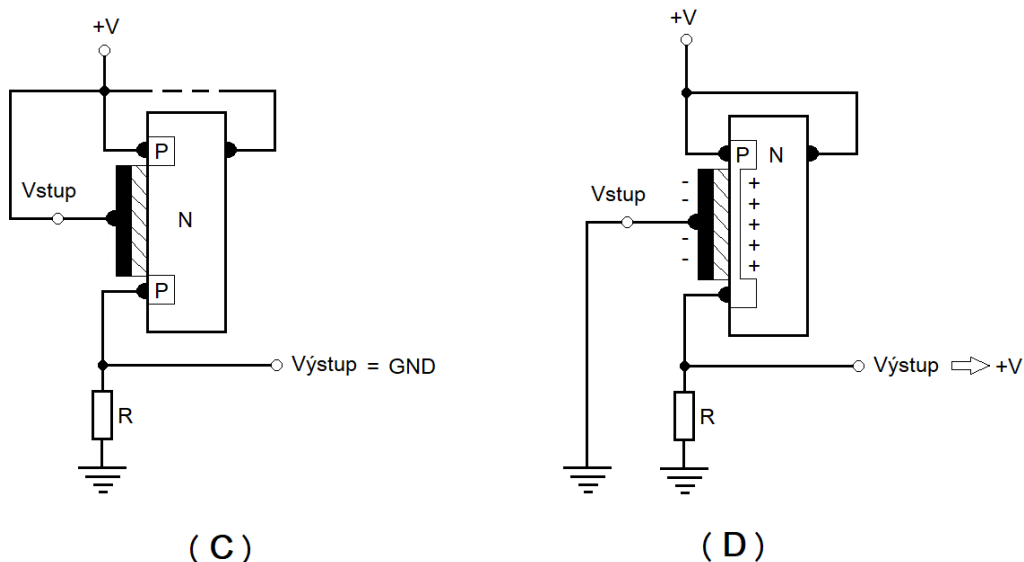 +V
P
Vstup
N
P
Výstup = GND
R
( C )
+V
P N
Vstup
-
-
-
-
+
+
+
+
+
Výstup +V
R
( D )